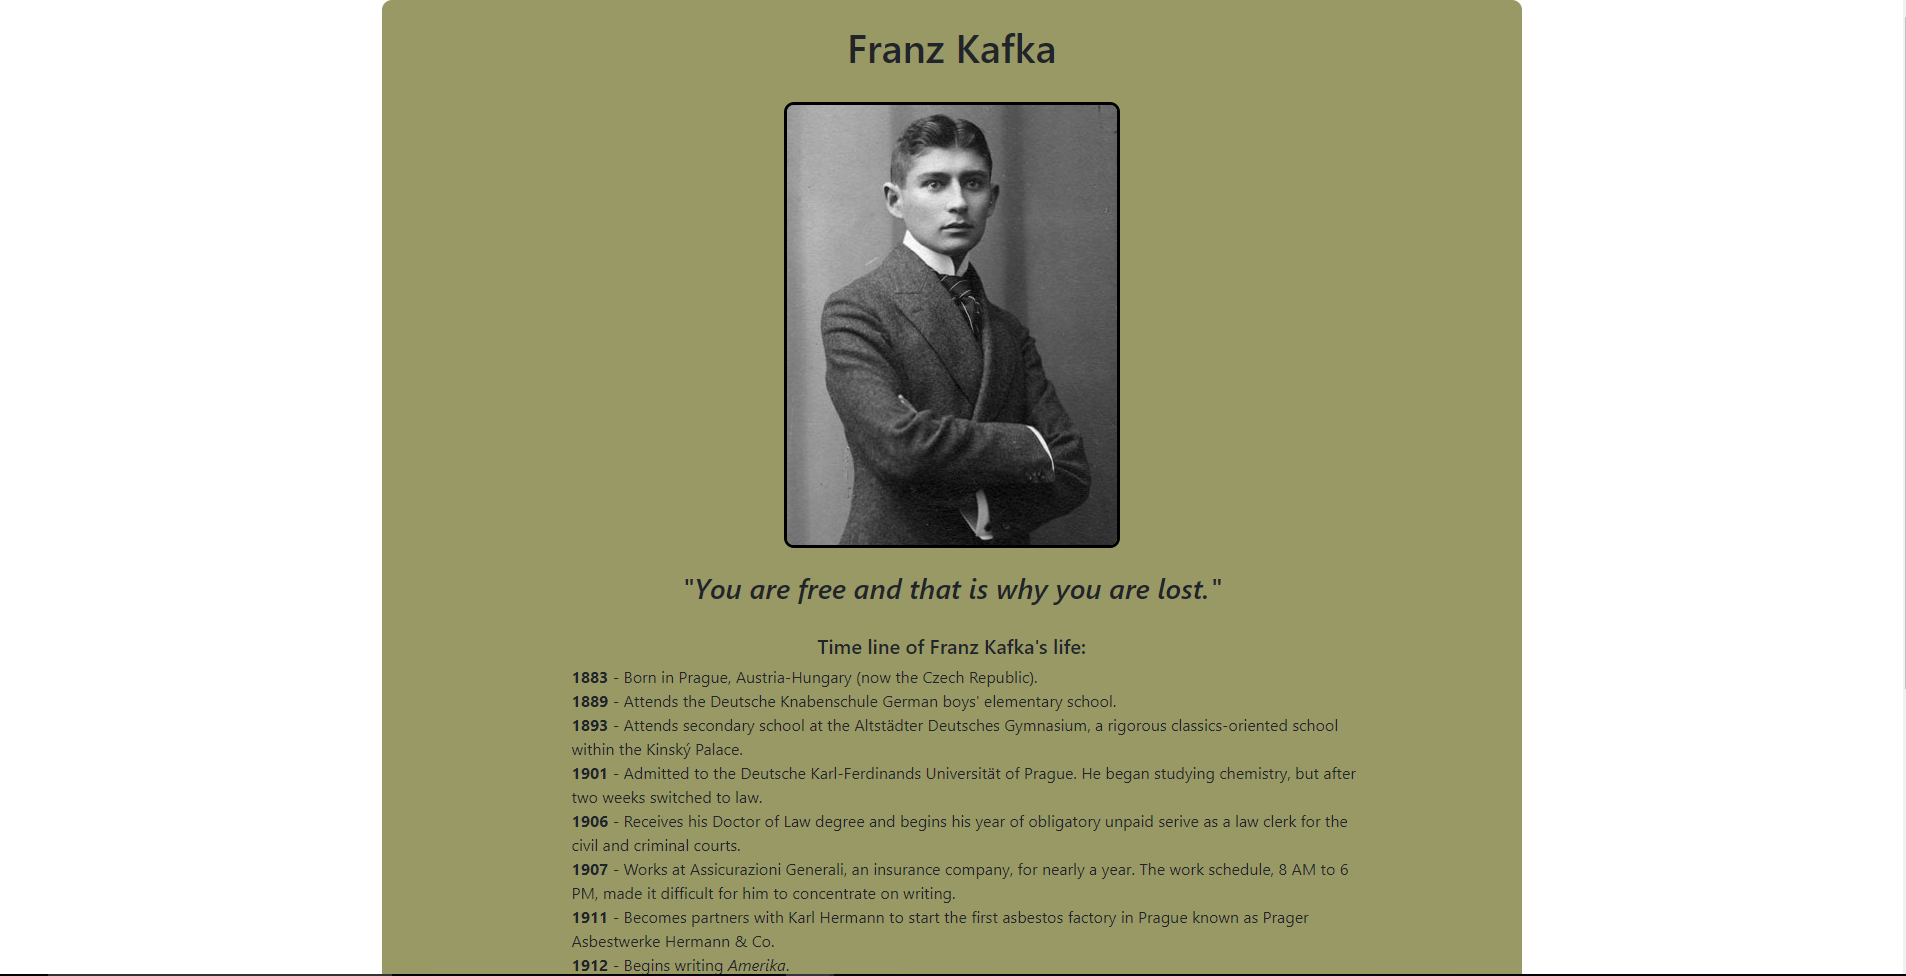 Franz Kafka
"You are free and that is why you are lost."
Time line of Franz Kafka's life:
1883 - Born in Prague, Austria-Hungary (now the Czech Republic).
1889 - Attends the Deutsche Knabenschule German boys' elementary school.
1893 - Attends secondary school at the Altstädter Deutsches Gymnasium, a rigorous classics-oriented school
within the Kinský Palace.
1901 - Admitted to the Deutsche Karl-Ferdinands Universität of Prague. He began studying chemistry, but after
two weeks switched to law.
1906 - Receives his Doctor of Law degree and begins his year of obligatory unpaid serive as a law clerk for the
civil and criminal courts.
1907 - Works at Assicurazioni Generali, an insurance company, for nearly a year. The work schedule, 8 AM to 6
PM, made it difficult for him to concentrate on writing.
1911 - Becomes partners with Karl Hermann to start the first asbestos factory in Prague known as Prager
Asbestwerke Hermann & Co.
1912 - Begins writing Amerika.